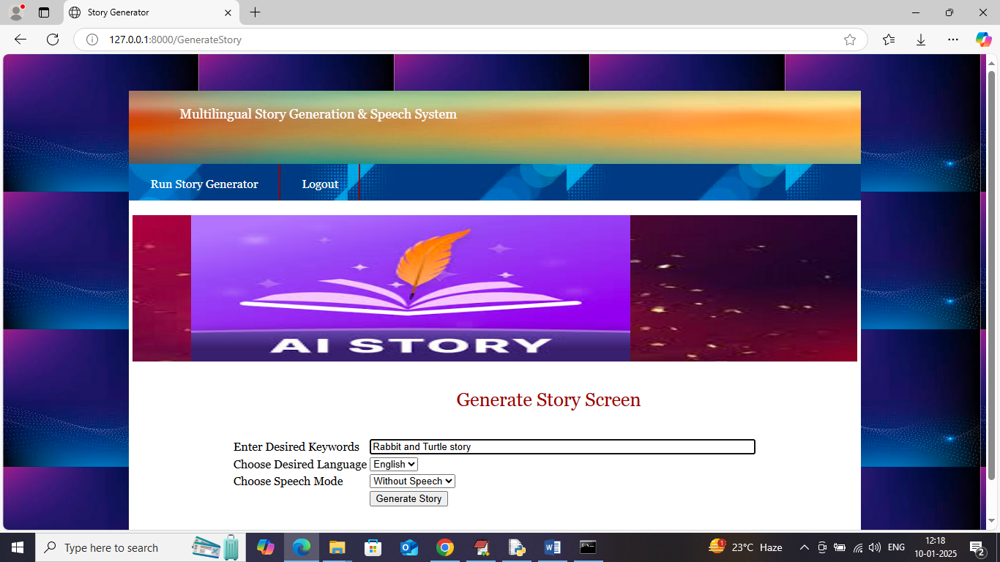 Story Generator
127.0.0.1:8000/GenerateStory
Multilingual Story Generation & Speech System
Run Story Generator
Logout
AI STORY
Generate Story Screen
Enter Desired Keywords
Rabbit and Turtle story
Choose Desired Language
English
Choose Speech Mode
Without Speech
Generate Story
Type here to search
1
23°C Haze
ENG
12:18
10-01-2025
2